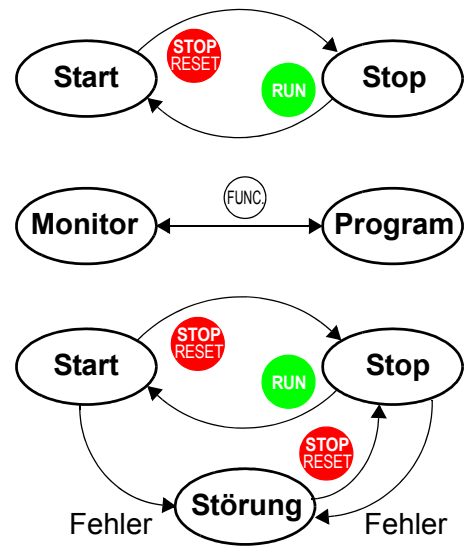 STOP
RESET
Start
Stop
RUN
FUNC.
Monitor
Program
STOP
RESET
Start
Stop
RUN
STOP
RESET
Störung
Fehler
Fehler